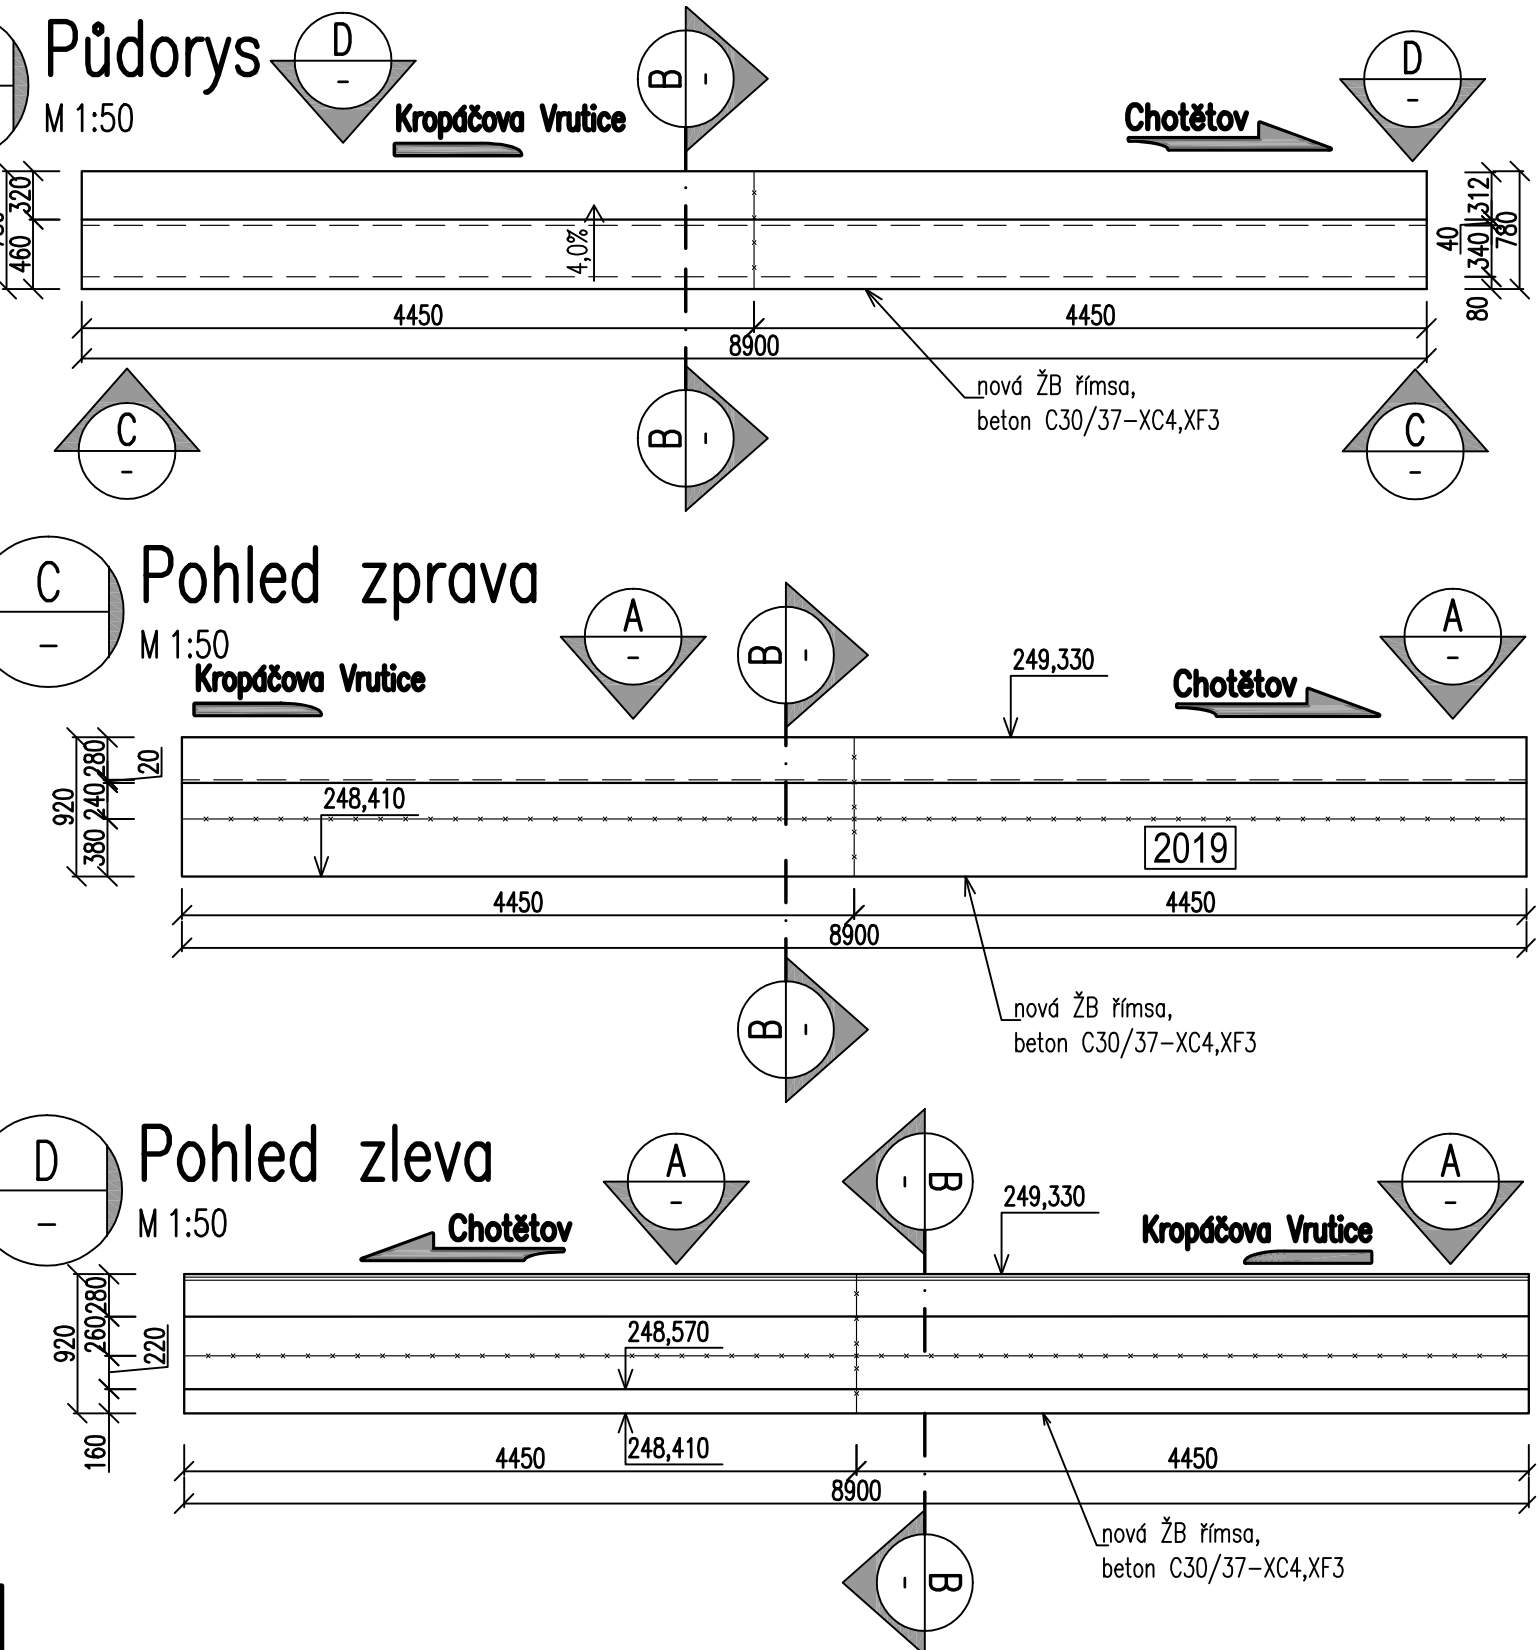 Půdorys
M 1:50
D
-
B
-
D
-
Kropáčova Vrutice
Chotětov
320
460
4,0%
312
40
340
780
80
4450
4450
8900
nová ŽB římsa,
beton C30/37-XC4,XF3
C
-
B
-
C
-
C
-
Pohled zprava
M 1:50
A
-
B
-
A
-
Kropáčova Vrutice
249,330
Chotětov
280
20
240
920
380
248,410
2019
4450
4450
8900
B
-
nová ŽB římsa,
beton C30/37-XC4,XF3
D
-
Pohled zleva
M 1:50
A
-
B
-
A
-
Chotětov
249,330
Kropáčova Vrutice
280
260
920
220
160
248,570
248,410
4450
4450
8900
nová ŽB římsa,
beton C30/37-XC4,XF3
B
-